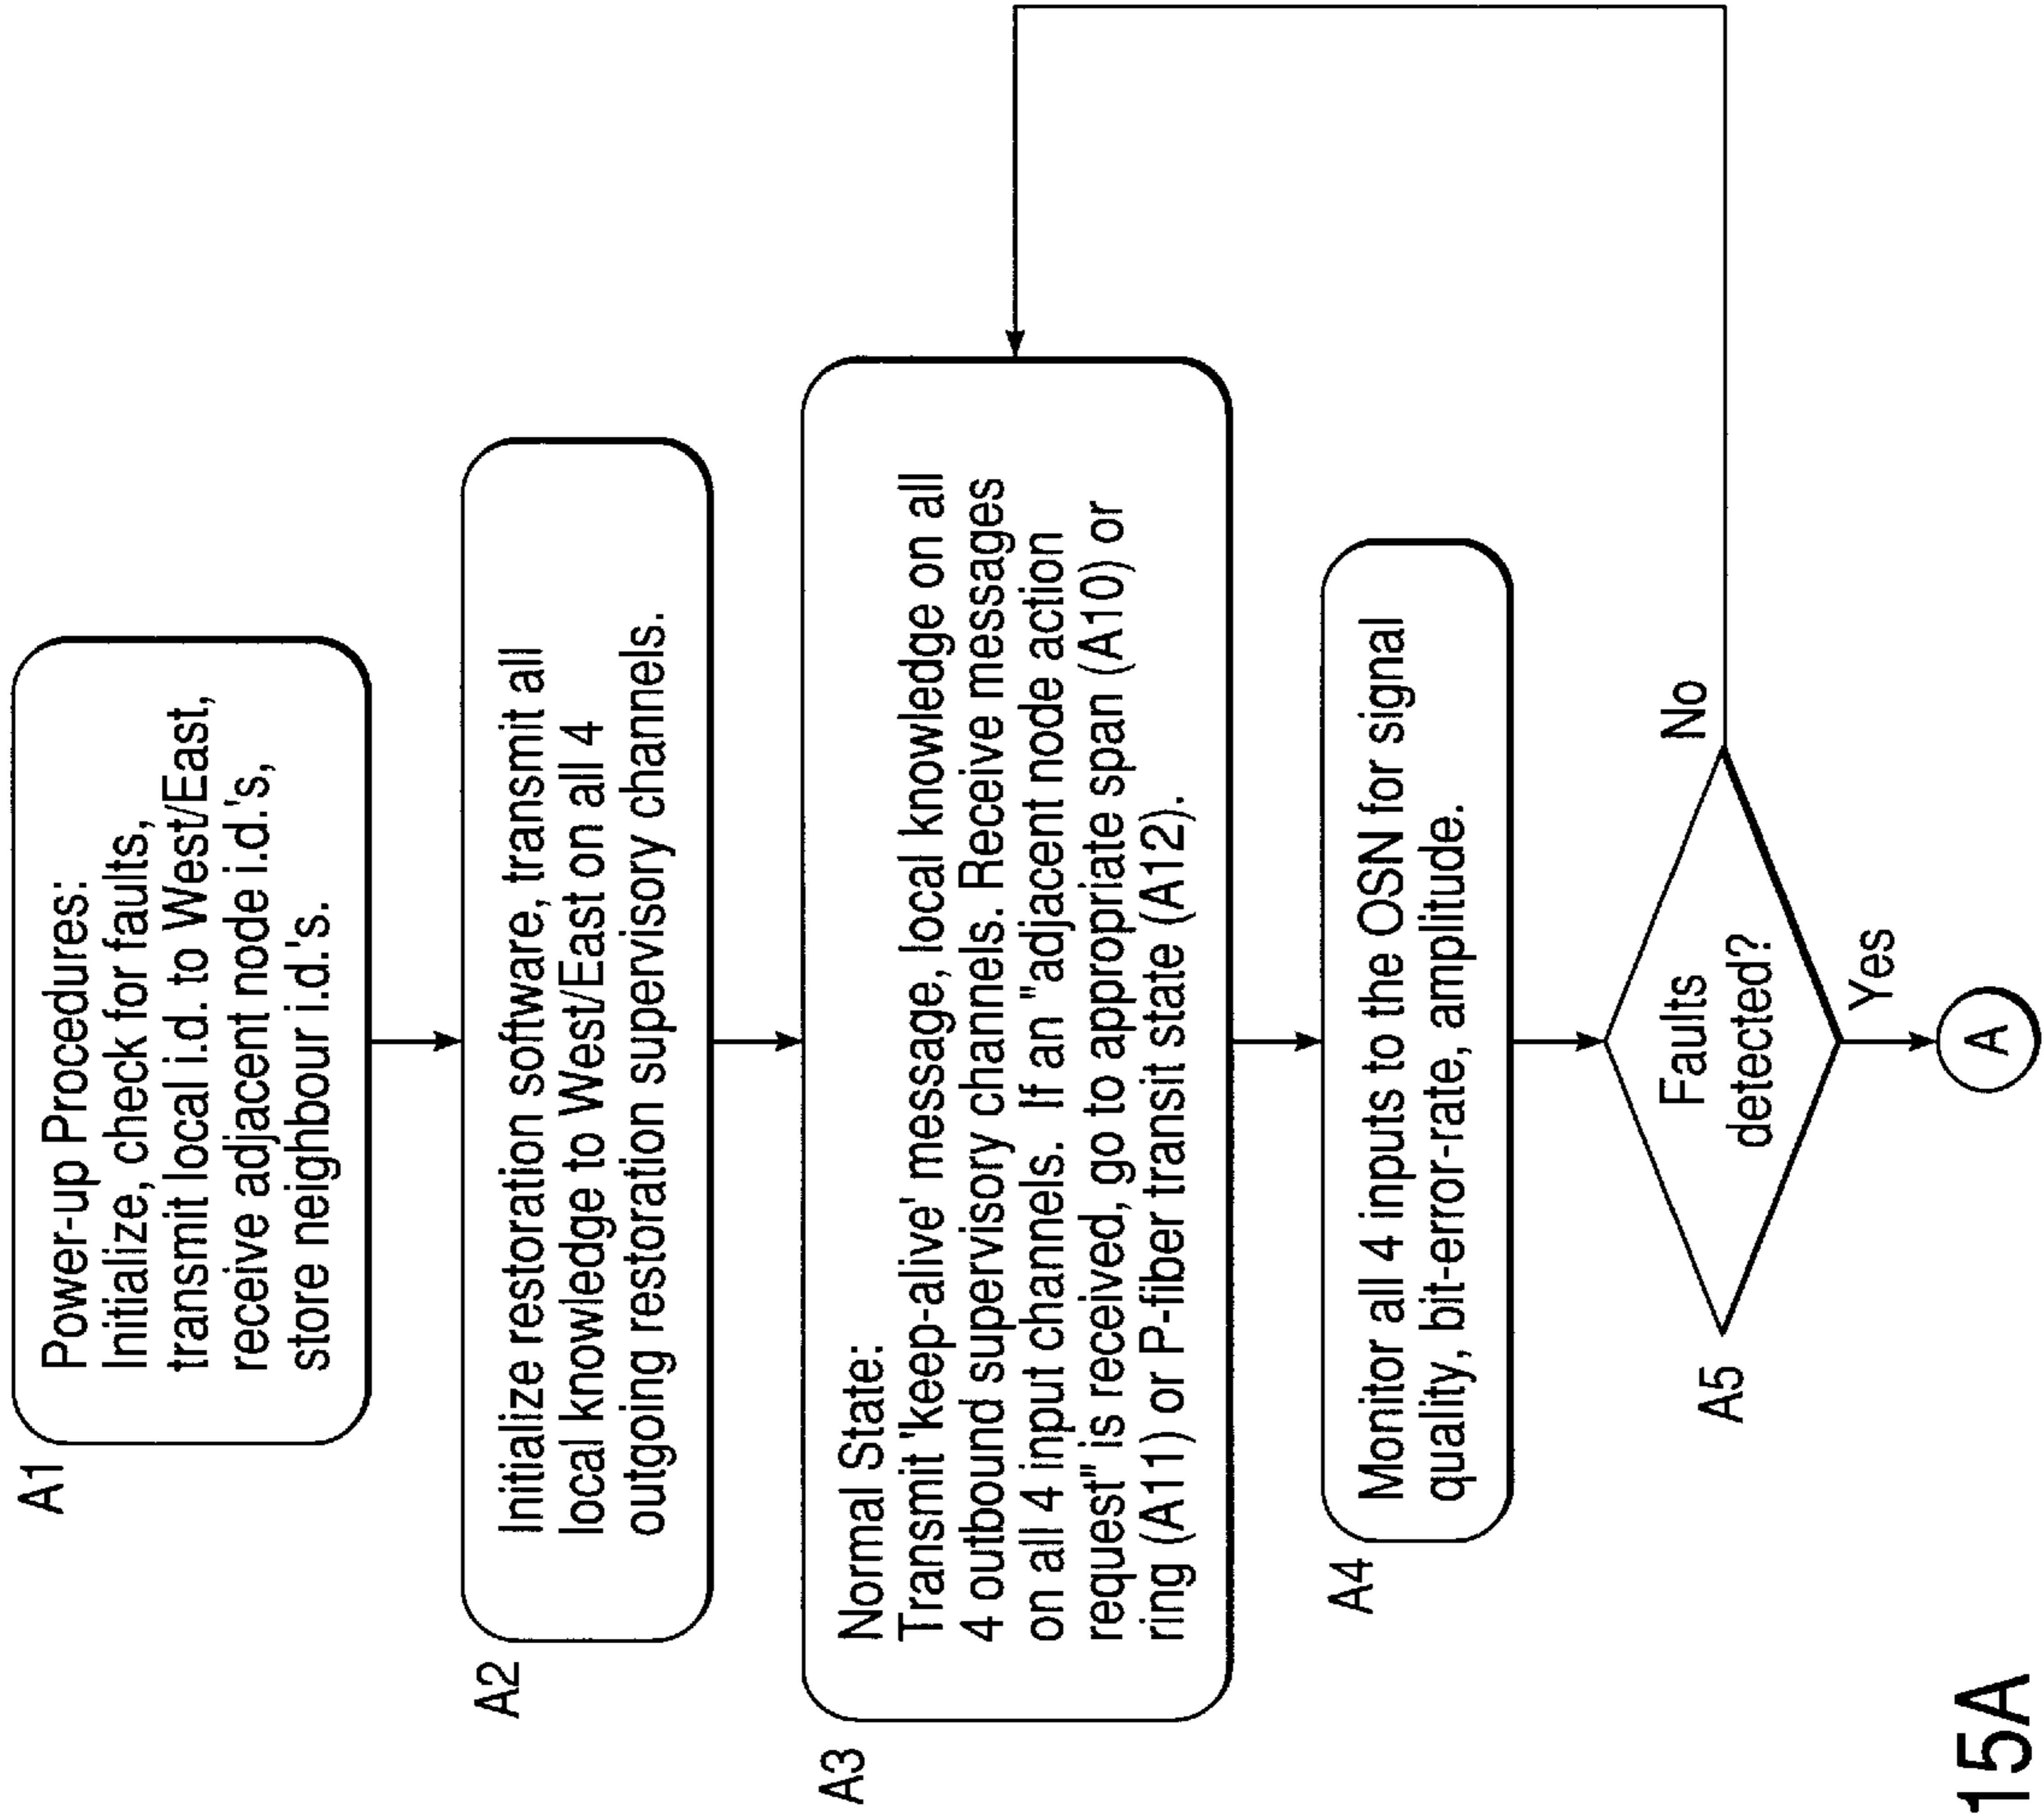 A1
Power-up Procedures:
Initialize, check for faults,
transmit local i.d. to West/East,
receive adjacent node i.d.'s,
store neighbour i.d.'s.
A2
Initialize restoration software, transmit all
local knowledge to West/East on all 4
outgoing restoration supervisory channels.
A3
Normal State:
Transmit 'keep-alive' message, local knowledge on all
4 outbound supervisory channels. Receive messages
on all 4 input channels. If an "adjacent node action
request" is received, go to appropriate span (A10) or
ring (A11) or P-fiber transit state (A12).
A4
Monitor all 4 inputs to the OSN for signal
quality, bit-error-rate, amplitude.
A5
Faults
detected?
No
Yes
A
15A